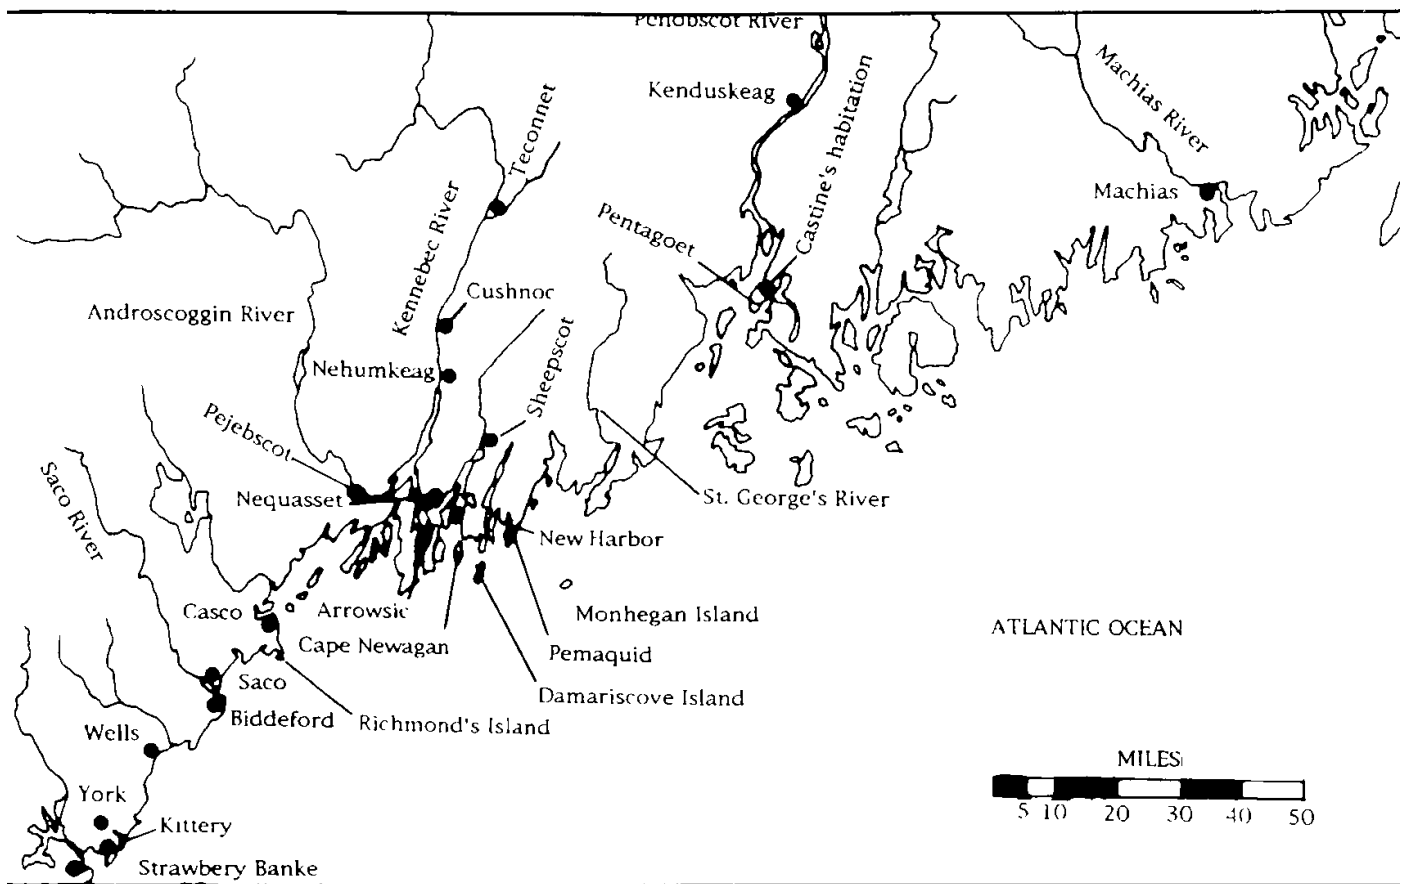 Penobscot River
Kenduskeag
Machias River
Teconnet
Castine's habitation
Machias
Kennebec River
Pentagoet
Cushnoc
Androscoggin River
Nehumkeag
Sheepscot
Pejebscot
Saco River
Nequasset
St. George's River
New Harbor
Casco
Arrowsic
Monhegan Island
ATLANTIC OCEAN
Cape Newagan
Pemaquid
Saco
Damariscove Island
Biddeford
Richmond's Island
Wells
MILES
York
5 10 20 30 40 50
Kittery
Strawbery Banke